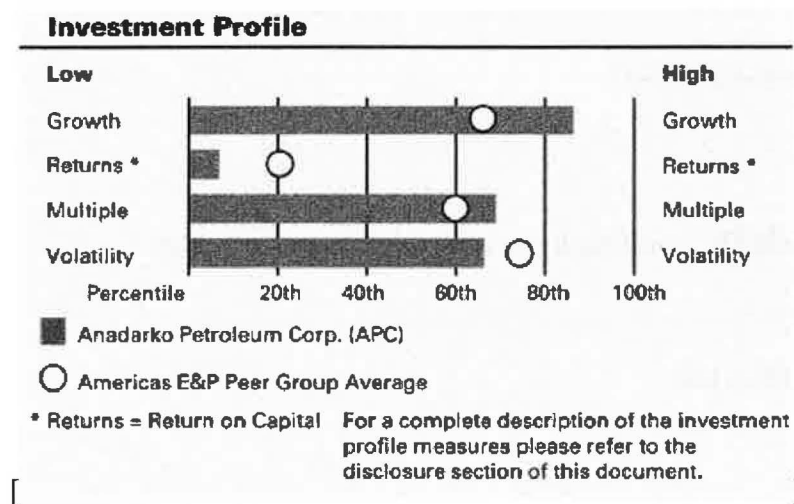 Investment Profile
Low High
Growth Growth
Returns * Returns *
Multiple Multiple
Volatility Volatility
Percentile 20th 40th 60th 80th 100th
Anadarko Petroleum Corp. (APC)
Americas E&P Peer Group Average
* Returns = Return on Capital For a complete description of the investment
profile measures please refer to the
disclosure section of this document.